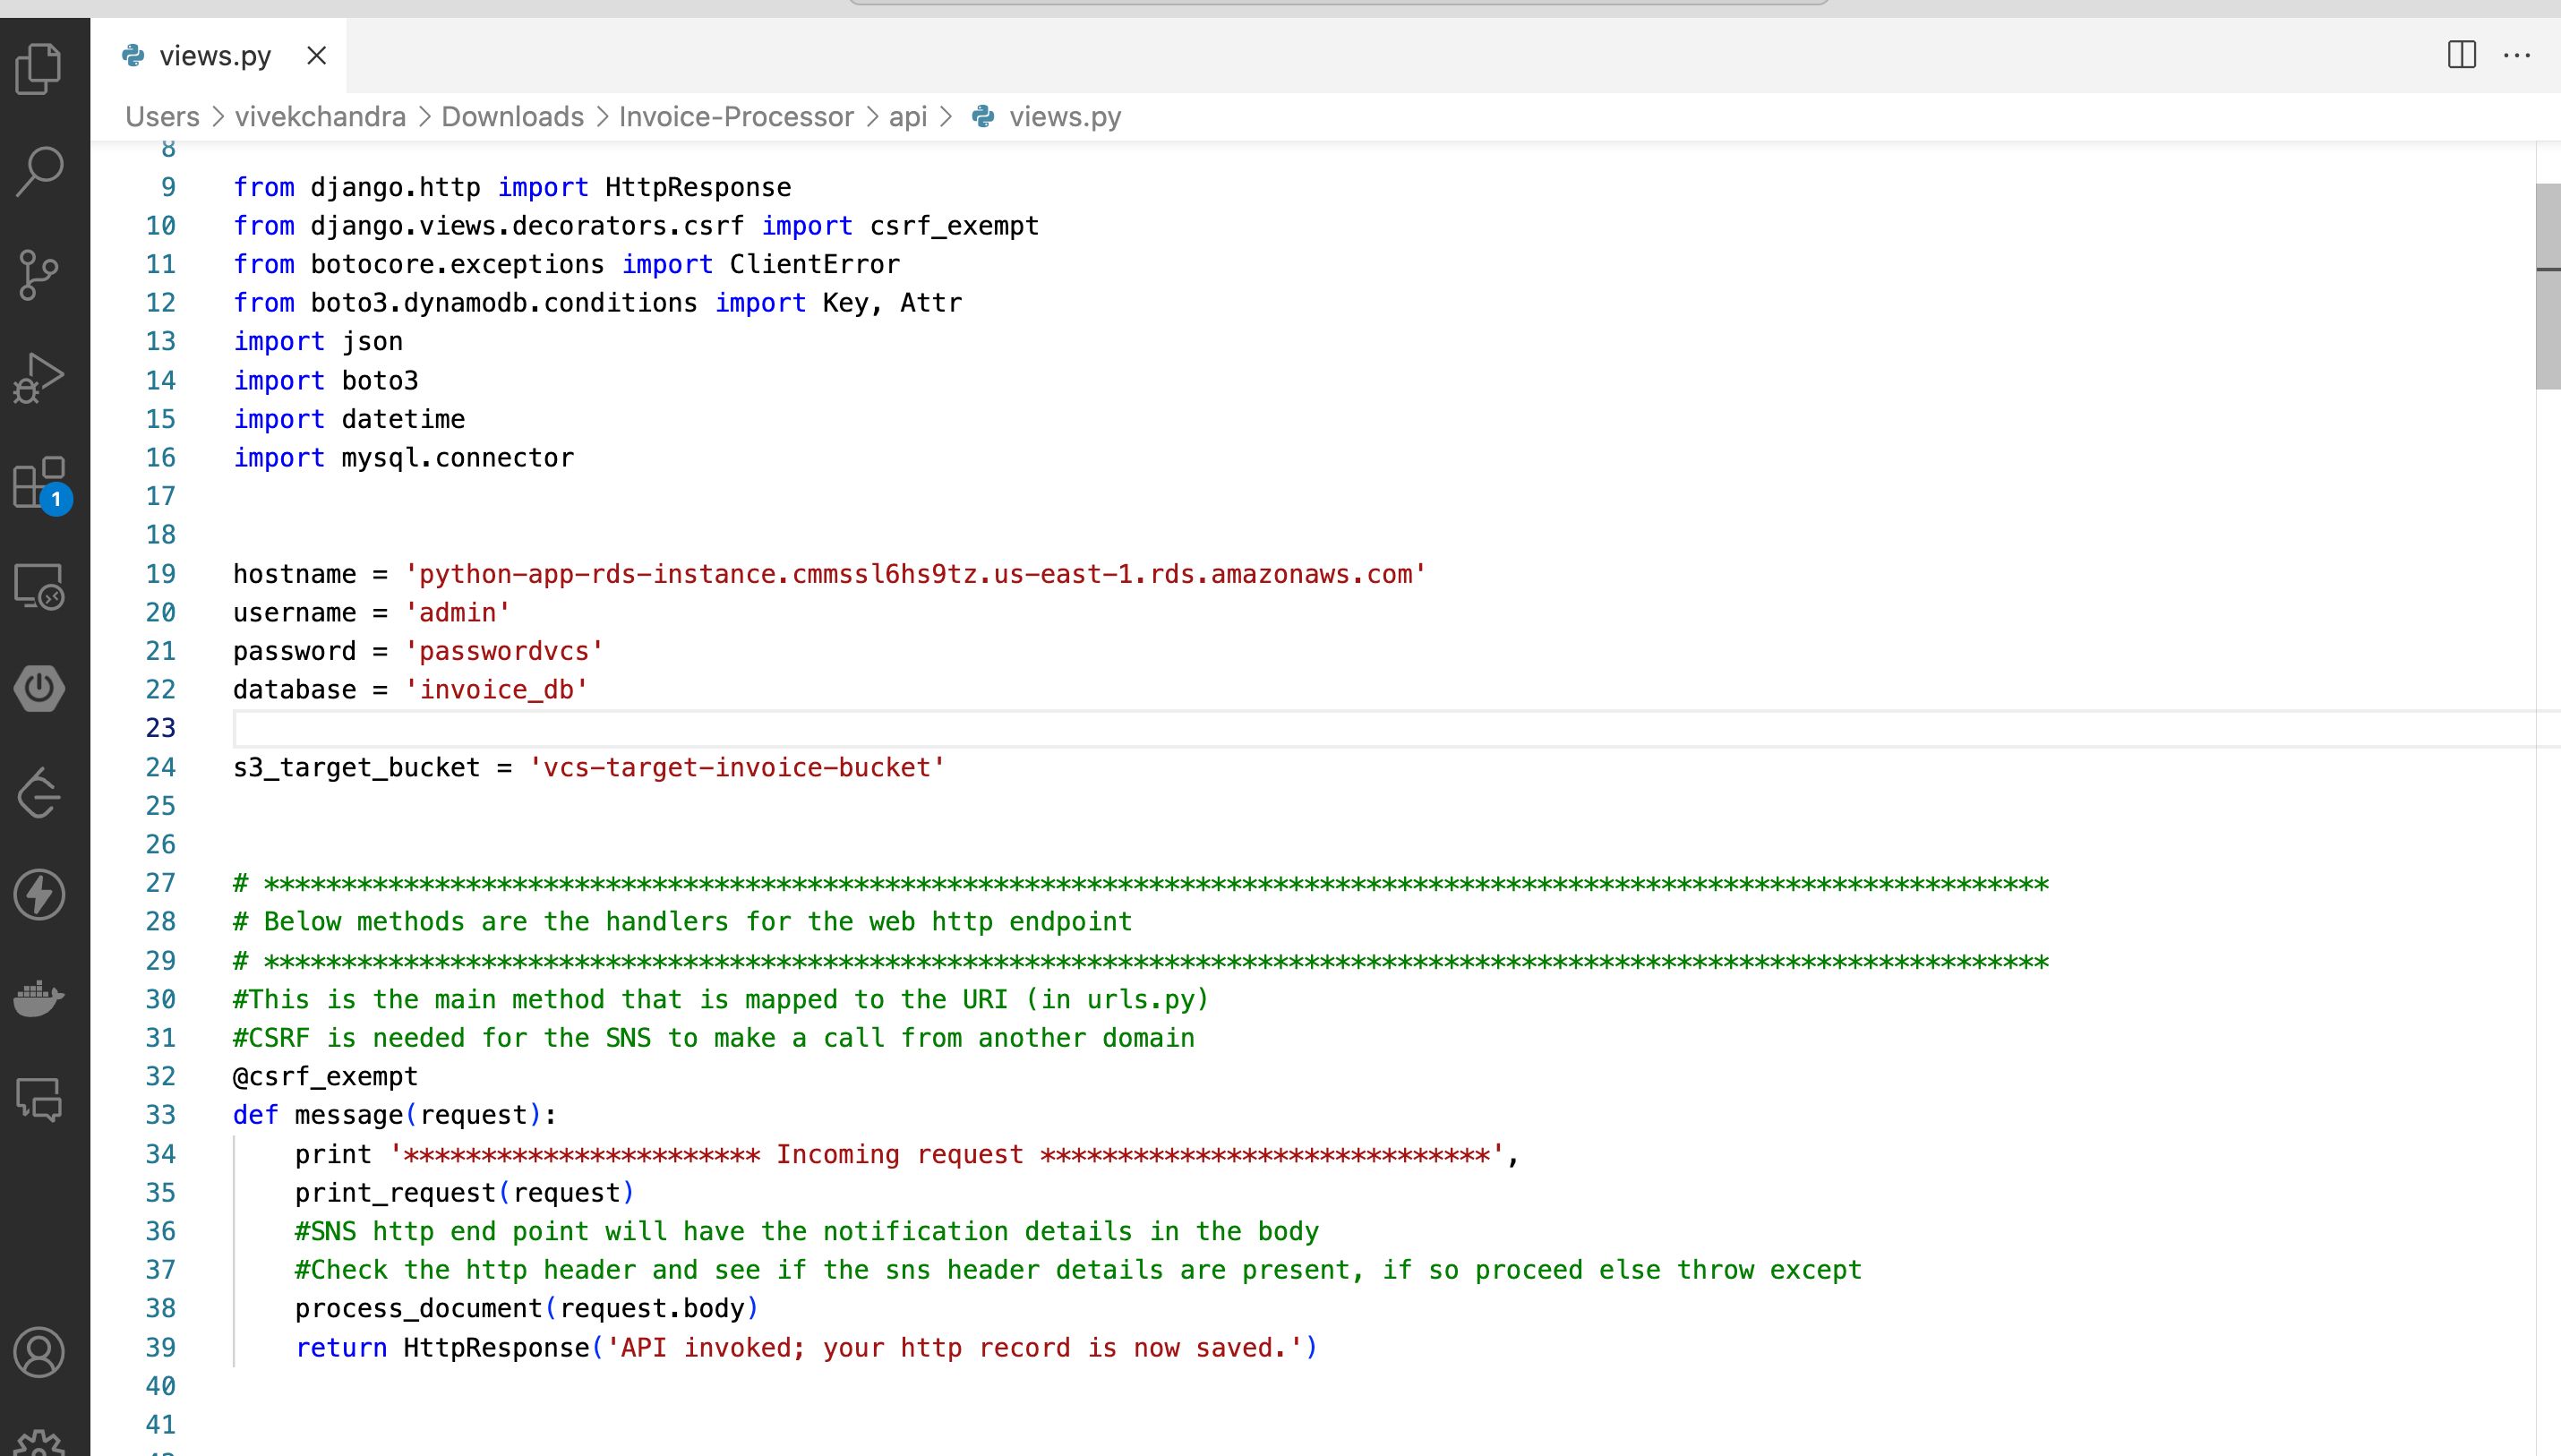 views.py
Users > vivekchandra > Downloads > Invoice-Processor > api > views.py
8
9 from django.http import HttpResponse
10 from django.views.decorators.csrf import csrf_exempt
11 from botocore.exceptions import ClientError
12 from boto3.dynamodb.conditions import Key, Attr
13 import json
14 import boto3
15 import datetime
16 import mysql.connector
17
18
19 hostname = 'python-app-rds-instance.cmmssl6hs9tz.us-east-1.rds.amazonaws.com'
20 username = 'admin'
21 password = 'passwordvcs'
22 database = 'invoice_db'
23
24 s3_target_bucket = 'vcs-target-invoice-bucket'
25
26
27 # *******************************************************************************************************************
28 # Below methods are the handlers for the web http endpoint
29 # *******************************************************************************************************************
30 #This is the main method that is mapped to the URI (in urls.py)
31 #CSRF is needed for the SNS to make a call from another domain
32 @csrf_exempt
33 def message(request):
34     print '*********************** Incoming request *****************************',
35     print_request(request)
36     #SNS http end point will have the notification details in the body
37     #Check the http header and see if the sns header details are present, if so proceed else throw except
38     process_document(request.body)
39     return HttpResponse('API invoked; your http record is now saved.')
40
41
1